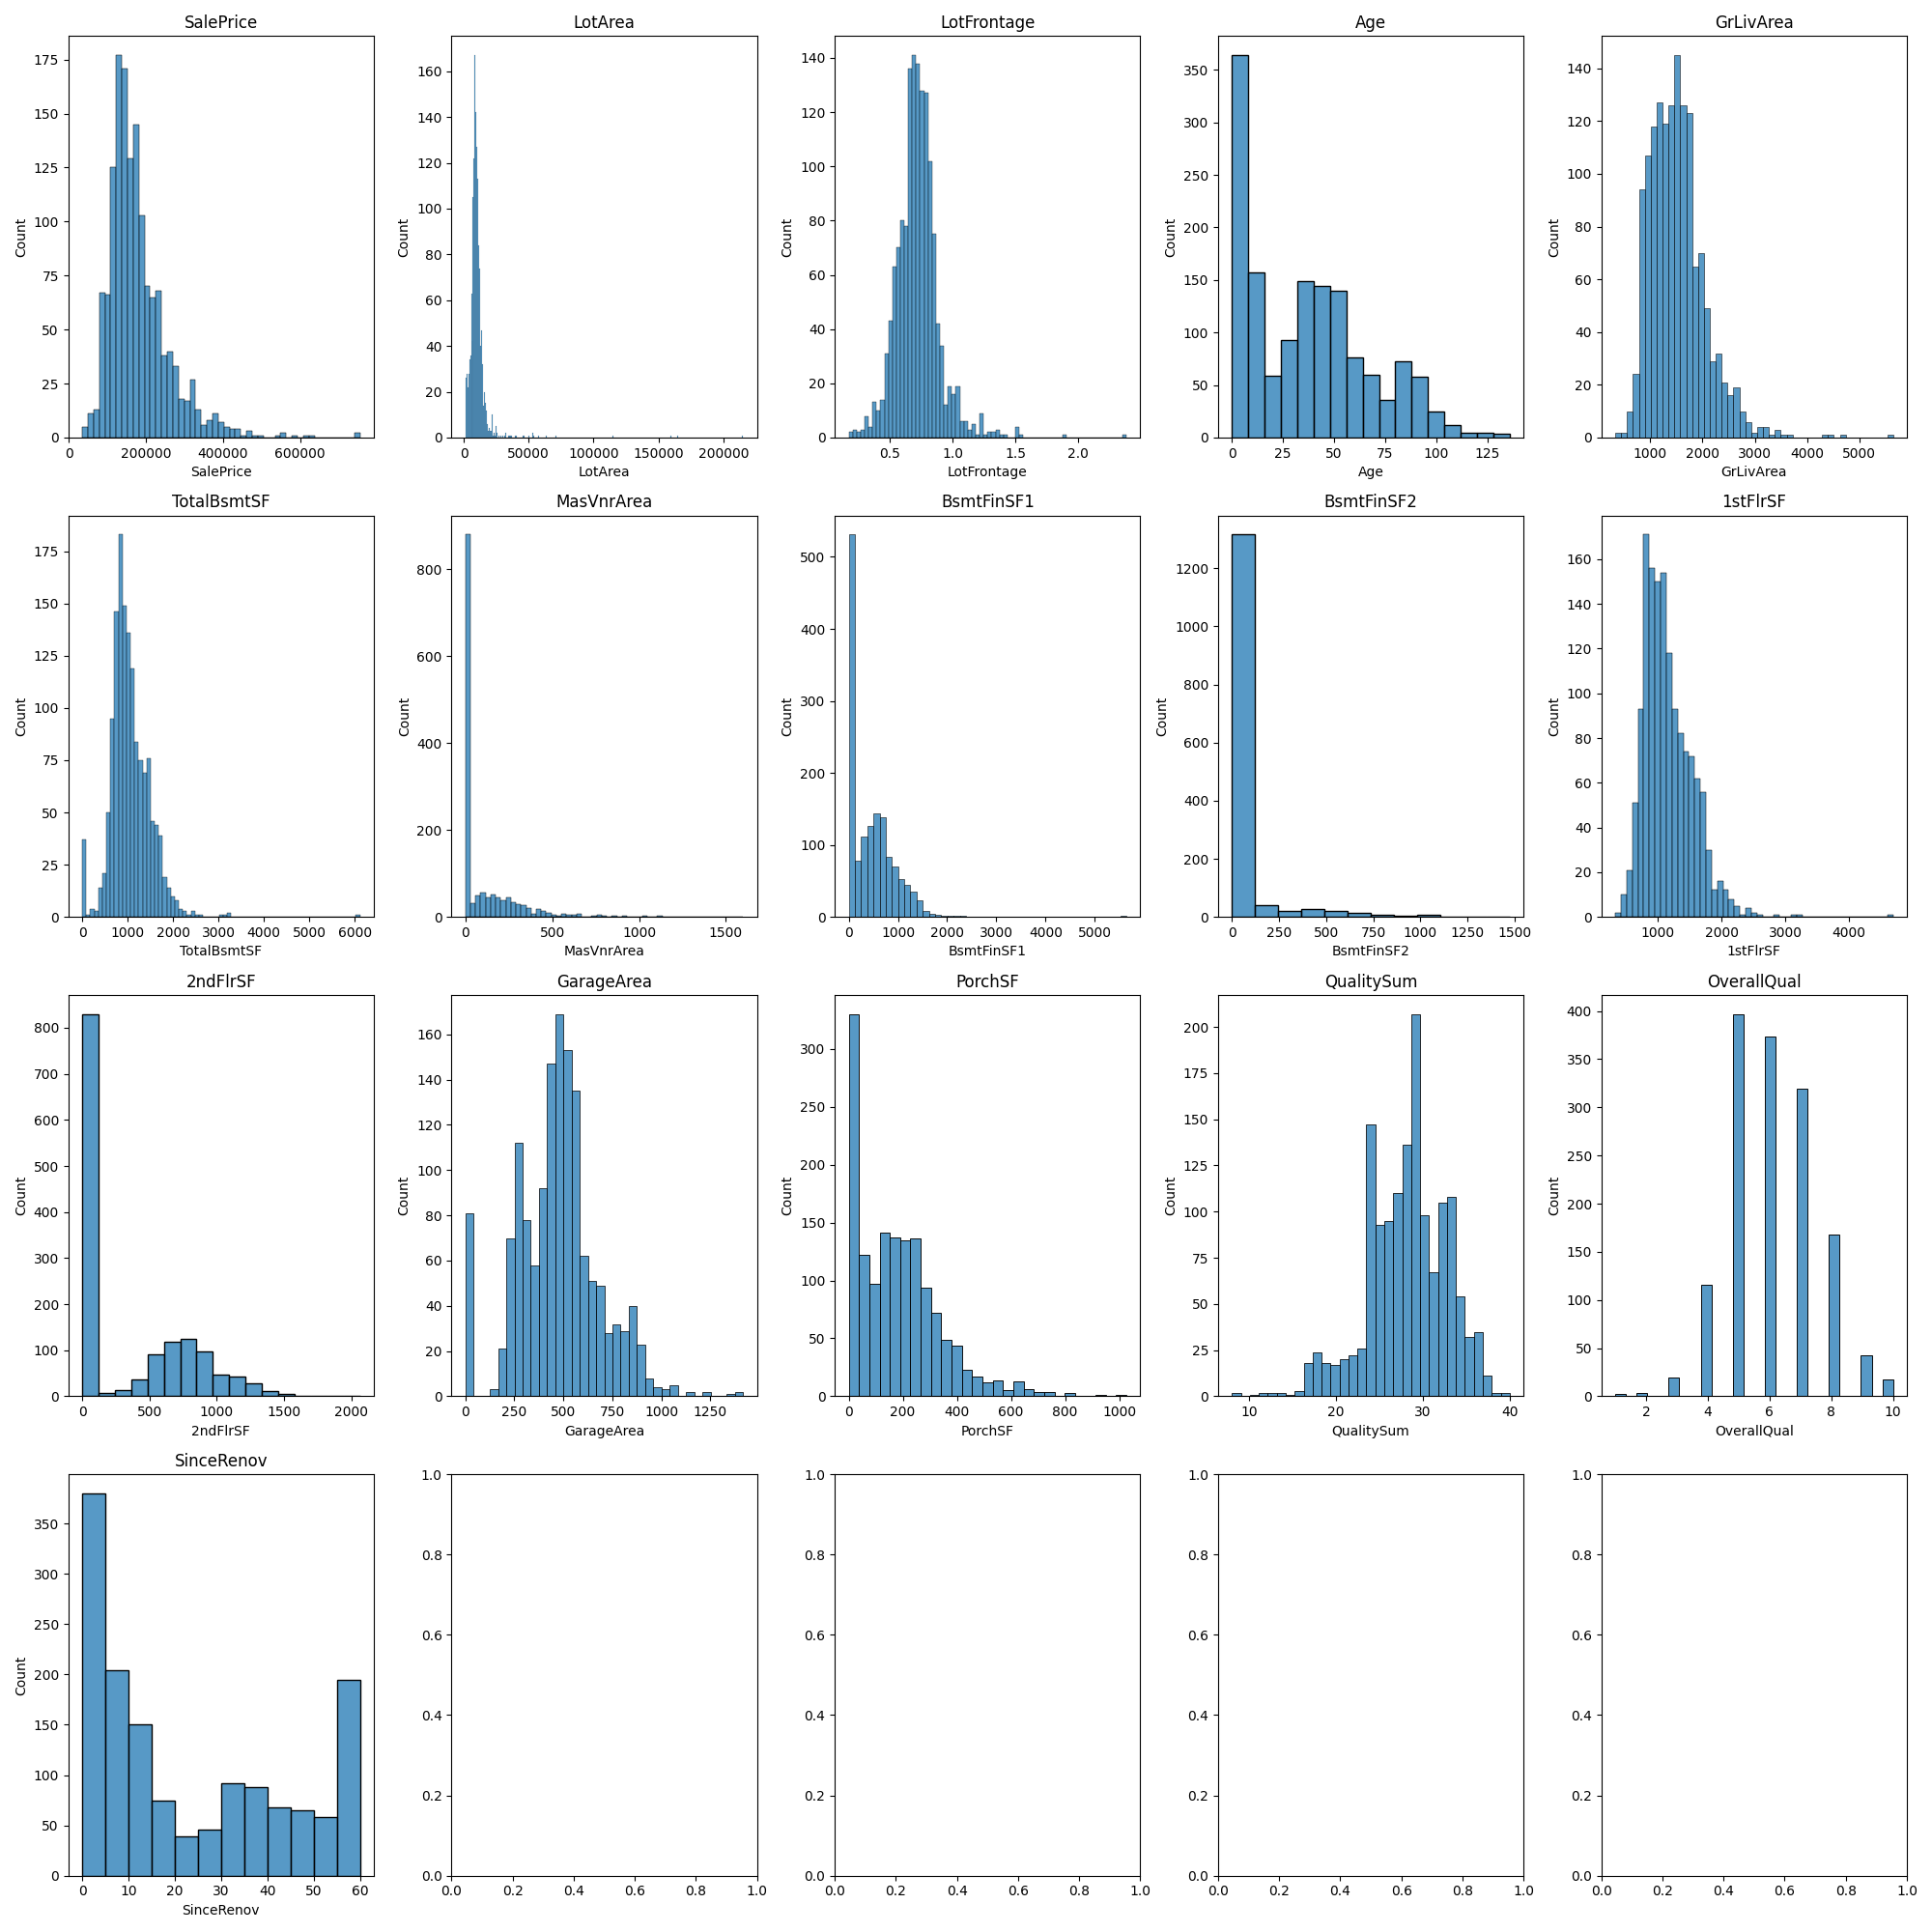 SalePrice
175
150
125
100
75
50
25
0
Count
0 200000 400000 600000
SalePrice
LotArea
160
140
120
100
80
60
40
20
0
Count
0 50000 100000 150000 200000
LotArea
LotFrontage
140
120
100
80
60
40
20
0
Count
0.5 1.0 1.5 2.0
LotFrontage
Age
350
300
250
200
150
100
50
0
Count
0 25 50 75 100 125
Age
GrLivArea
140
120
100
80
60
40
20
0
Count
1000 2000 3000 4000 5000
GrLivArea
TotalBsmtSF
175
150
125
100
75
50
25
0
Count
0 1000 2000 3000 4000 5000 6000
TotalBsmtSF
MasVnrArea
800
600
400
200
0
Count
0 500 1000 1500
MasVnrArea
BsmtFinSF1
500
400
300
200
100
0
Count
0 1000 2000 3000 4000 5000
BsmtFinSF1
BsmtFinSF2
1200
1000
800
600
400
200
0
Count
0 250 500 750 1000 1250 1500
BsmtFinSF2
1stFlrSF
160
140
120
100
80
60
40
20
0
Count
1000 2000 3000 4000
1stFlrSF
2ndFlrSF
800
700
600
500
400
300
200
100
0
Count
0 500 1000 1500 2000
2ndFlrSF
GarageArea
160
140
120
100
80
60
40
20
0
Count
0 250 500 750 1000 1250
GarageArea
PorchSF
300
250
200
150
100
50
0
Count
0 200 400 600 800 1000
PorchSF
QualitySum
200
175
150
125
100
75
50
25
0
Count
10 20 30 40
QualitySum
OverallQual
400
350
300
250
200
150
100
50
0
Count
2 4 6 8 10
OverallQual
SinceRenov
350
300
250
200
150
100
50
0
Count
0 10 20 30 40 50 60
SinceRenov
1.0
0.8
0.6
0.4
0.2
0.0
0.0 0.2 0.4 0.6 0.8 1.0
1.0
0.8
0.6
0.4
0.2
0.0
0.0 0.2 0.4 0.6 0.8 1.0
1.0
0.8
0.6
0.4
0.2
0.0
0.0 0.2 0.4 0.6 0.8 1.0
1.0
0.8
0.6
0.4
0.2
0.0
0.0 0.2 0.4 0.6 0.8 1.0